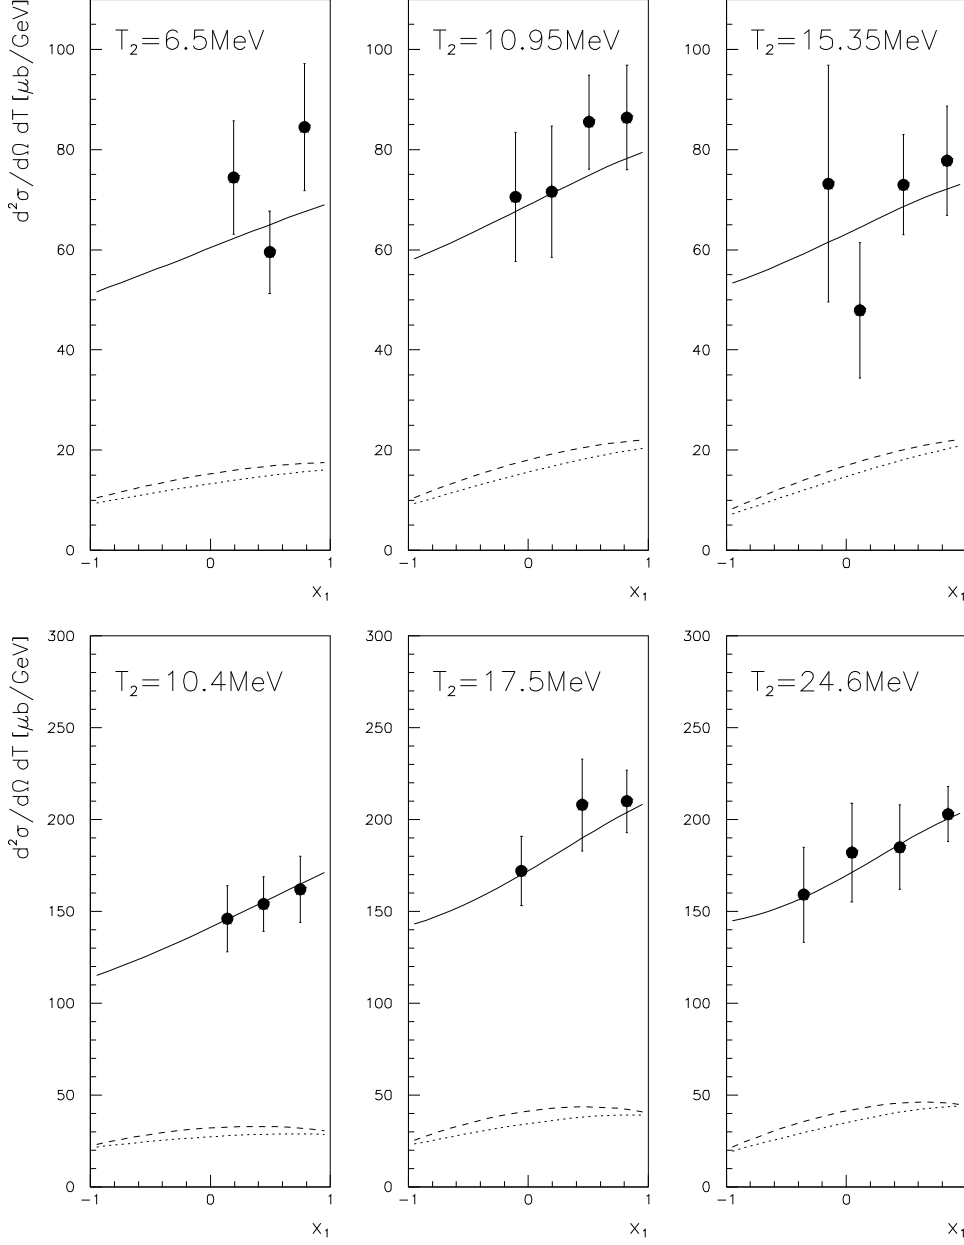 T₂=6.5MeV T₂=10.95MeV T₂=15.35MeV
d²σ/dΩ dT [μb/GeV]
100 100 100
80 80 80
60 60 60
40 40 40
20 20 20
0 0 0
−1 0 1 −1 0 1 −1 0 1
x₁ x₁ x₁
300 300 300
T₂=10.4MeV T₂=17.5MeV T₂=24.6MeV
d²σ/dΩ dT [μb/GeV]
250 250 250
200 200 200
150 150 150
100 100 100
50 50 50
0 0 0
−1 0 1 −1 0 1 −1 0 1
x₁ x₁ x₁